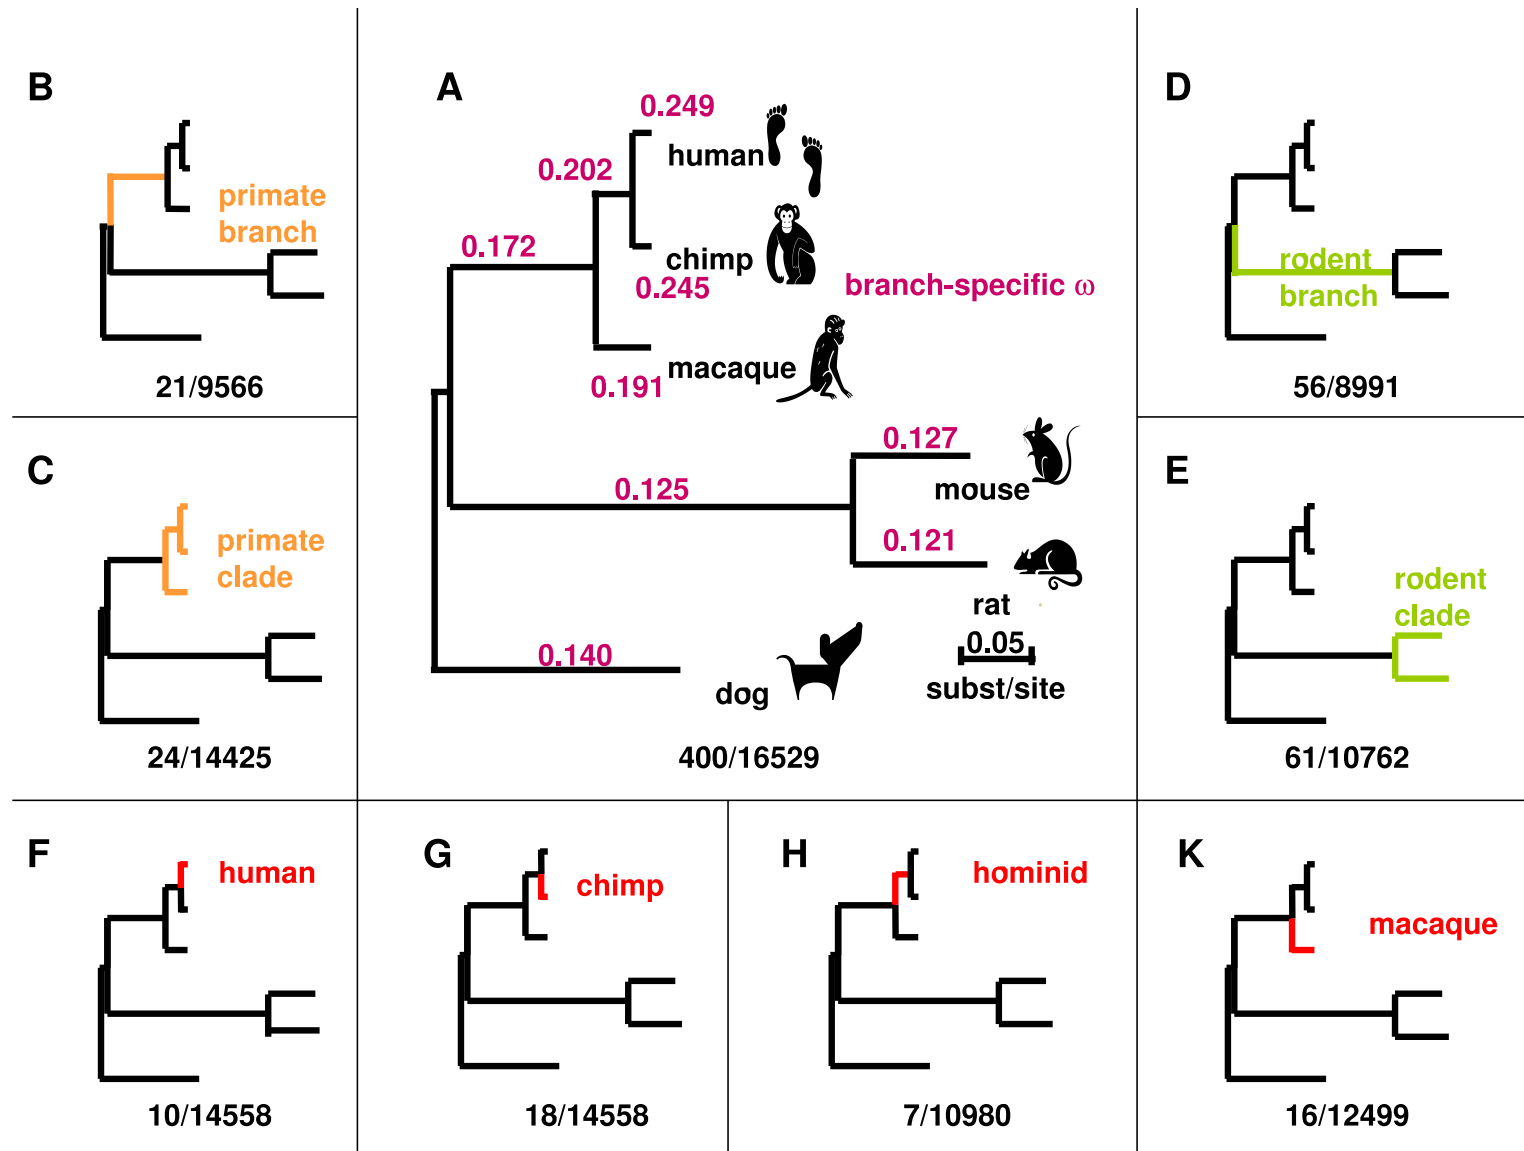 B
primate
branch
21/9566
A
0.249
human
0.202
0.172
chimp
0.245
branch-specific ω
macaque
0.191
0.127
mouse
0.125
0.121
rat
0.05
subst/site
0.140
dog
400/16529
D
rodent
branch
56/8991
C
primate
clade
24/14425
E
rodent
clade
61/10762
F
human
10/14558
G
chimp
18/14558
H
hominid
7/10980
K
macaque
16/12499